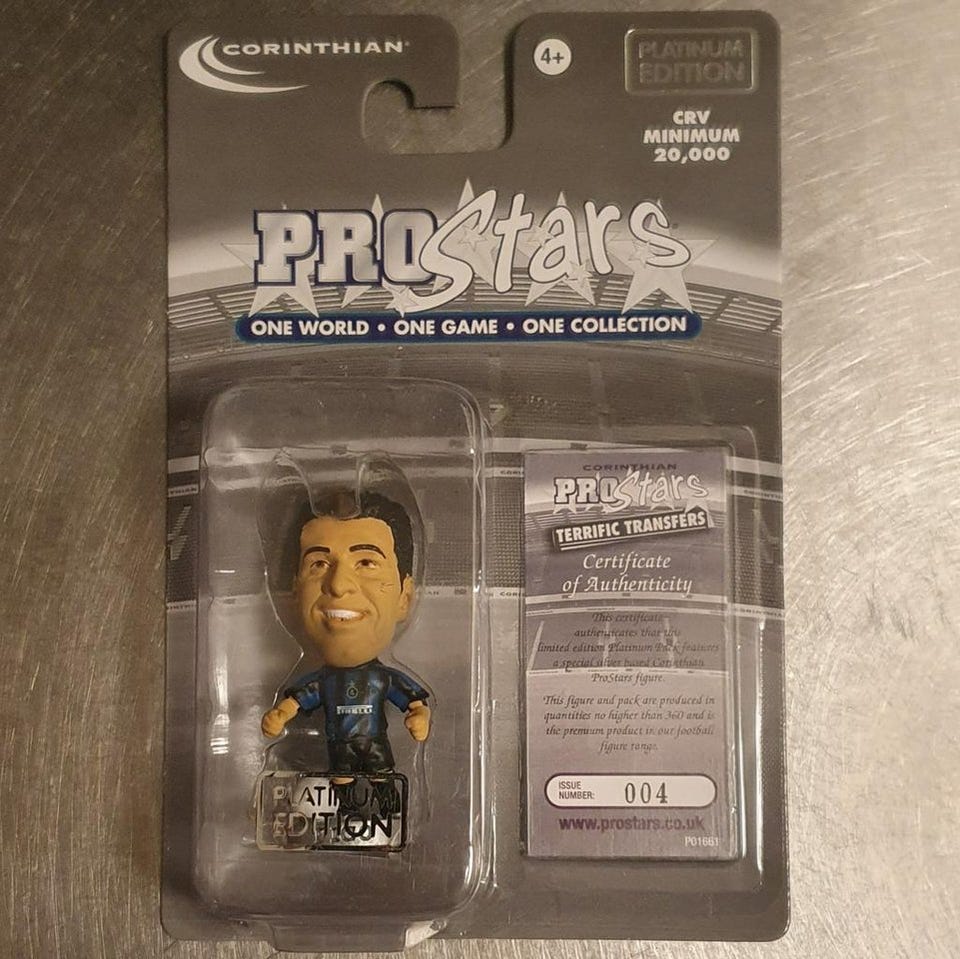 CORINTHIAN
4+
PLATINUM
EDITION
CRV
MINIMUM
20,000
PROStars
ONE WORLD • ONE GAME • ONE COLLECTION
PIRELLI
PLATINUM
EDITION
CORINTHIAN
PROStars
TERRIFIC TRANSFERS
Certificate
of Authenticity
This certificate
authenticates that this
limited edition Platinum Pack features
a special silver based Corinthian
ProStars figure.
This figure and pack are produced in
quantities no higher than 360 and is
the premium product in our football
figure range.
ISSUE
NUMBER: 004
www.prostars.co.uk
P01661